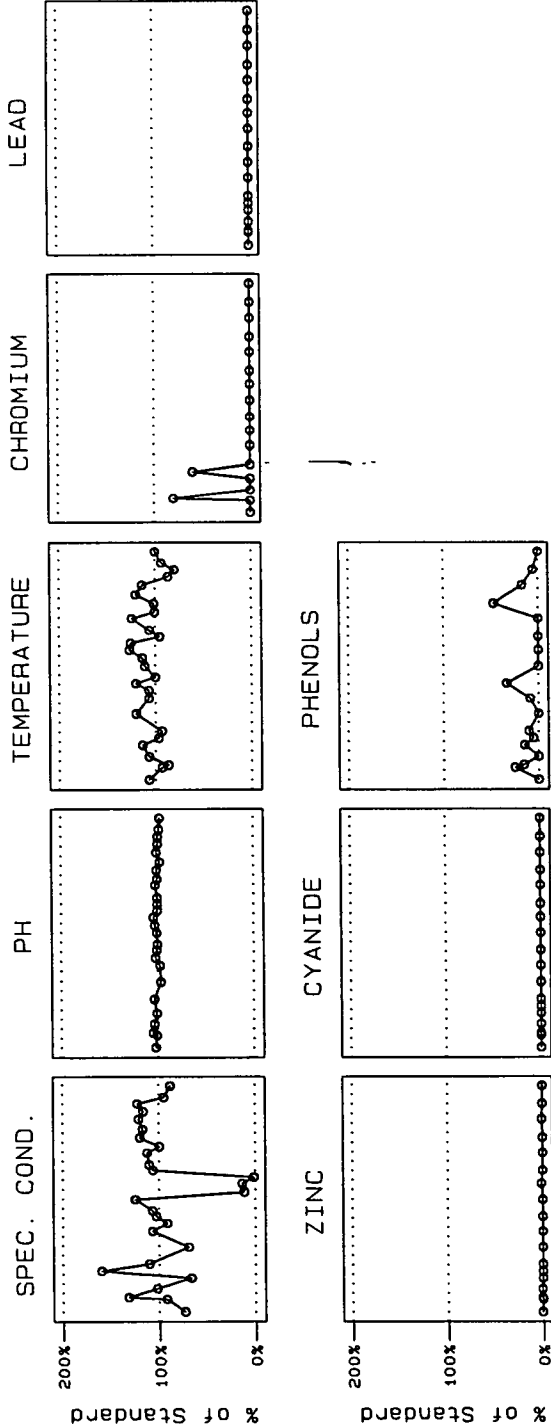 SPEC. COND.
PH
TEMPERATURE
CHROMIUM
LEAD
200%
100%
0%
% of Standard
ZINC
CYANIDE
PHENOLS
200%
100%
0%
% of Standard